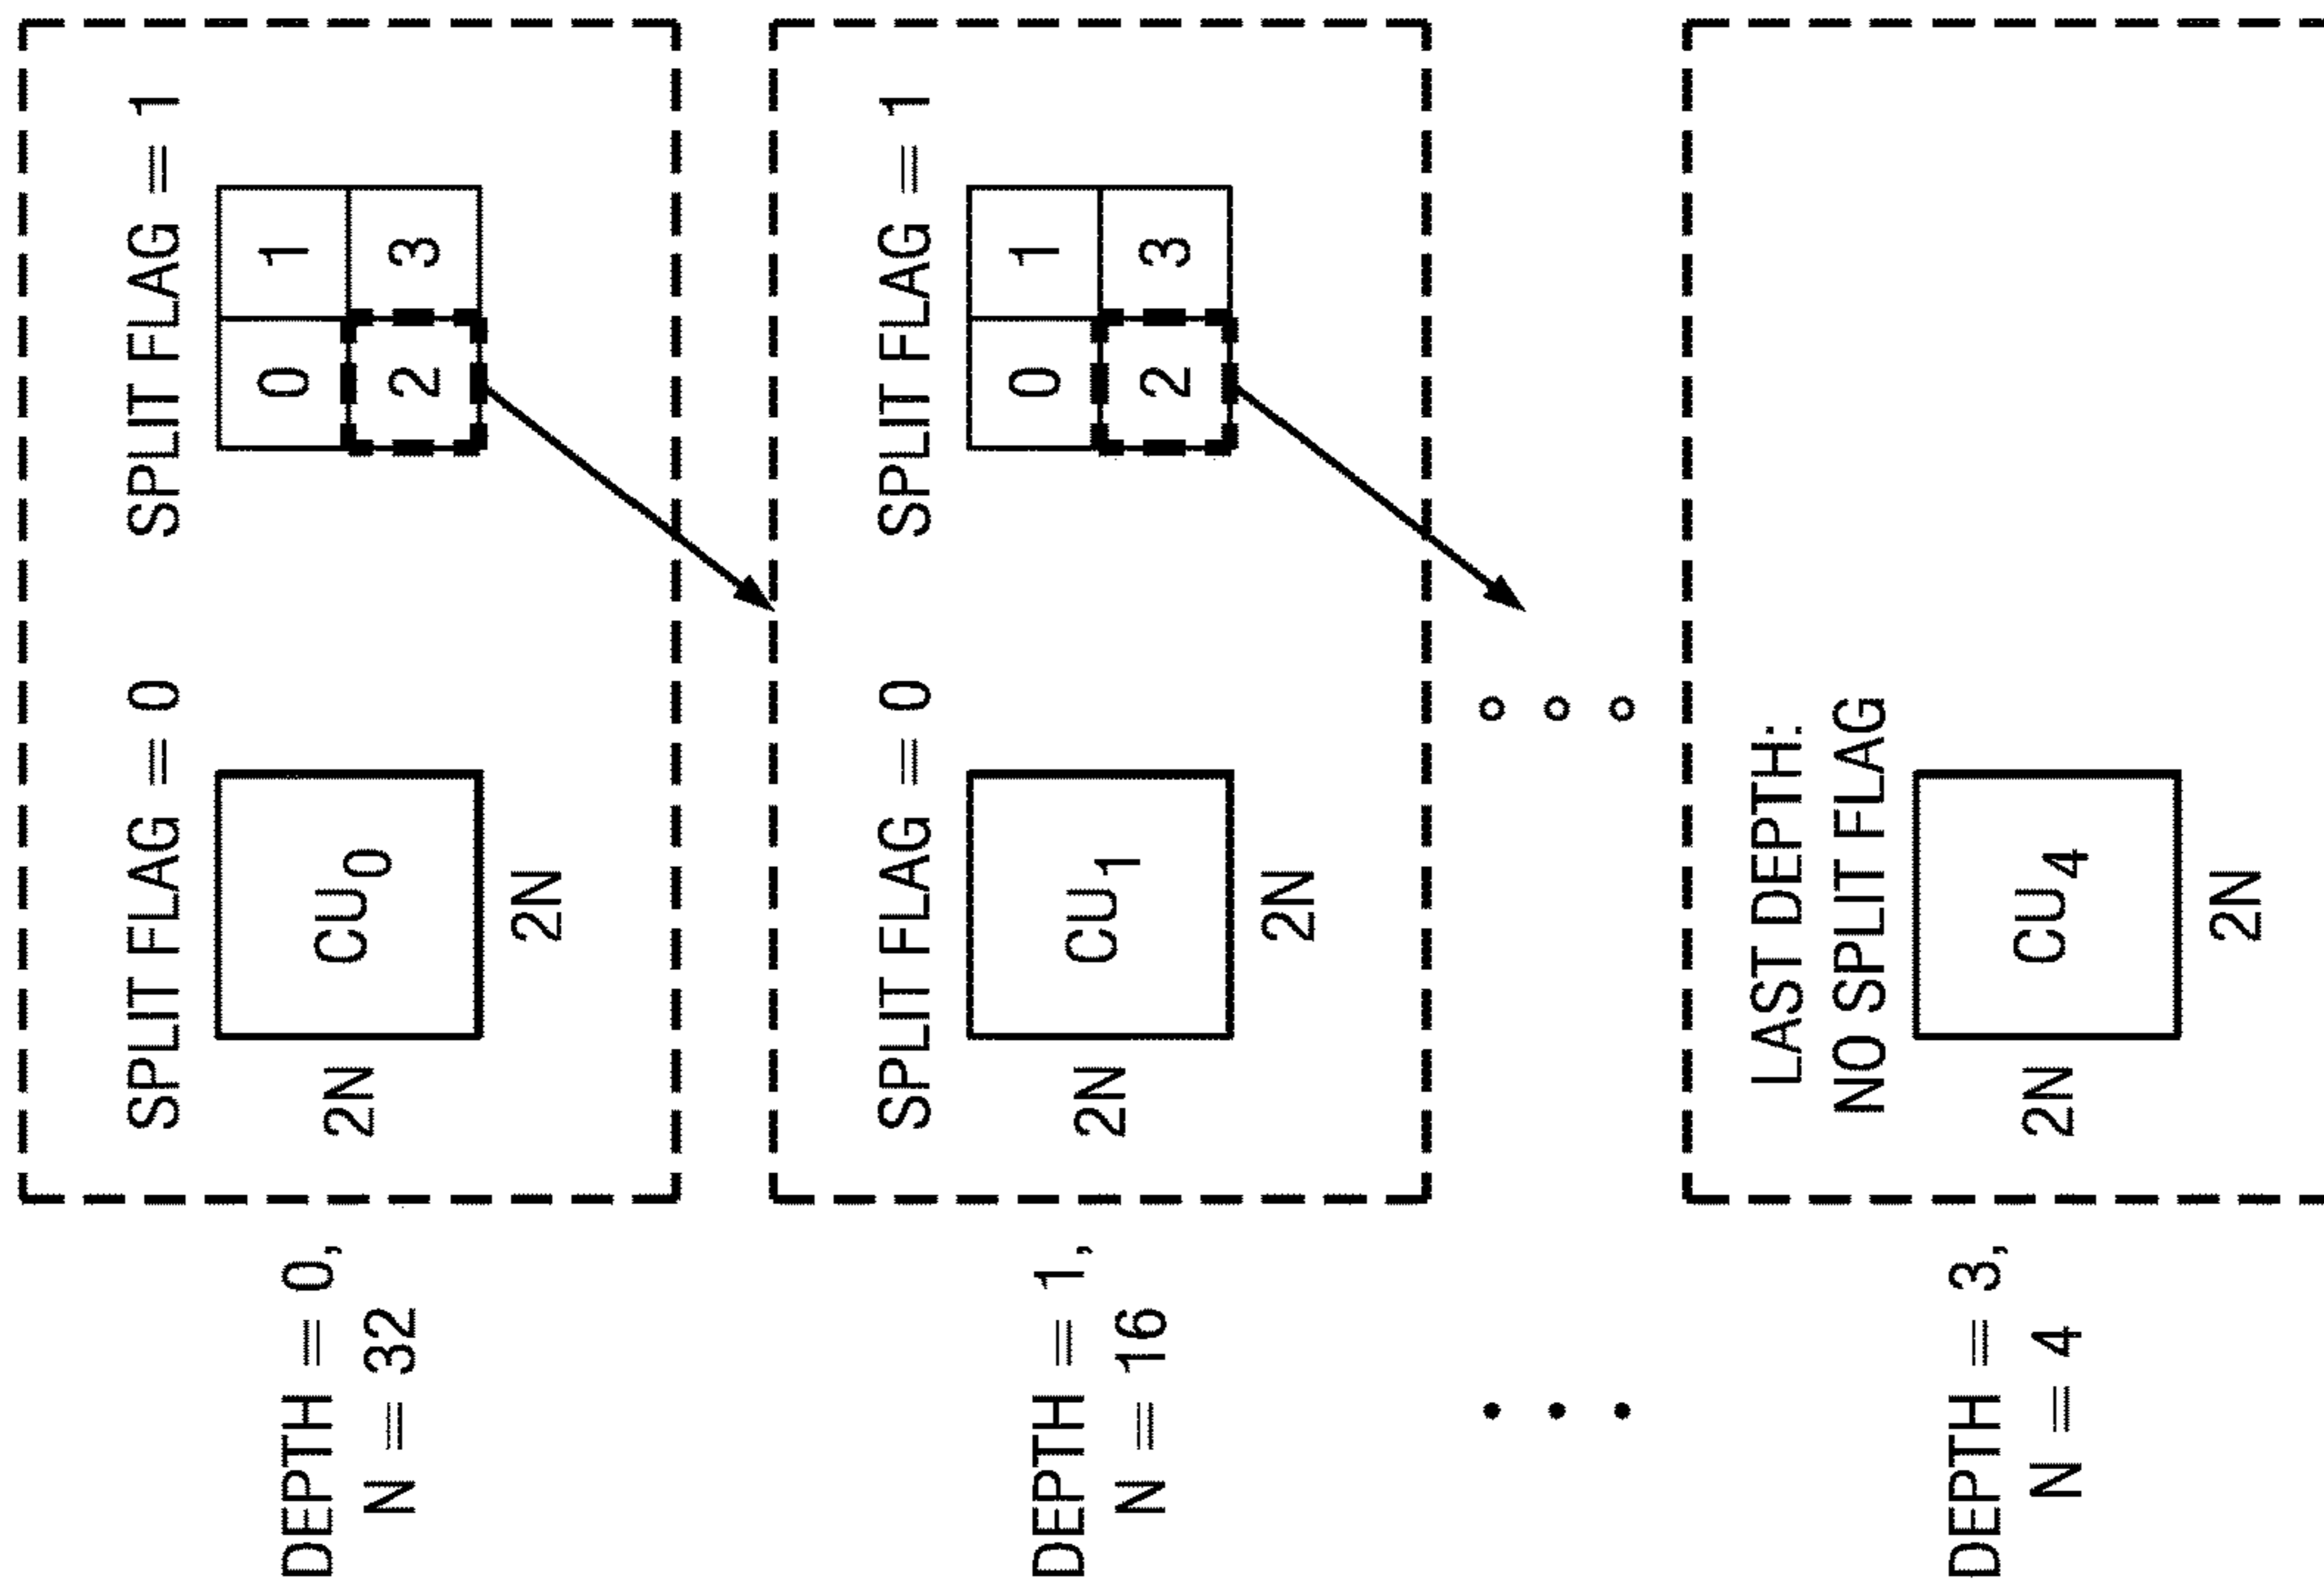 DEPTH = 0,
N = 32
SPLIT FLAG = 0
2N
CU0
2N
SPLIT FLAG = 1
0 1
2 3
DEPTH = 1,
N = 16
SPLIT FLAG = 0
2N
CU1
2N
SPLIT FLAG = 1
0 1
2 3
DEPTH = 3,
N = 4
LAST DEPTH:
NO SPLIT FLAG
2N
CU4
2N